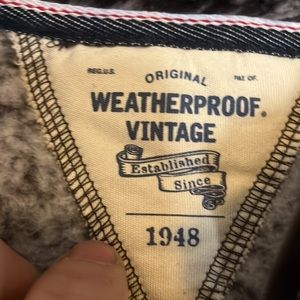 ORIGINAL
REG.U.S. PAT. OF.
WEATHERPROOF.
VINTAGE
Established
Since
1948